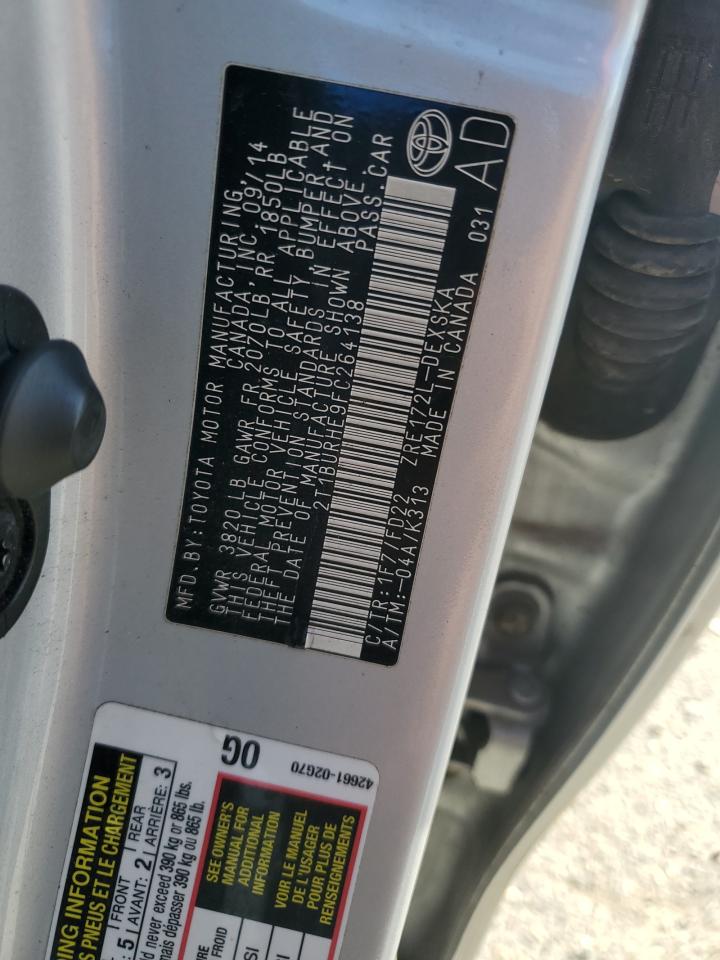 MFD. BY: TOYOTA MOTOR MANUFACTURING,
CANADA, INC. 09/14
GVWR 3820 LB GAWR FR 2070LB RR 1850LB
THIS VEHICLE CONFORMS TO ALL APPLICABLE
FEDERAL MOTOR VEHICLE SAFETY, BUMPER, AND
THEFT PREVENTION STANDARDS IN EFFECT ON
THE DATE OF MANUFACTURE SHOWN ABOVE.
2T1BURHE9FC264138 PASS.CAR
C/TR:1F7/FD22 ZRE172L-DEXSKA
A/TM:-04A/K313 MADE IN CANADA 031
AD
ING INFORMATION
S PNEUS ET LE CHARGEMENT
5 FRONT 2 REAR 3
AVANT: ARRIÈRE:
ld never exceed 390 kg or 865 lbs.
mais dépasser 390 kg ou 865 lb.
0G
42661-02G70
SEE OWNER'S
MANUAL FOR
ADDITIONAL
INFORMATION
VOIR LE MANUEL
DE L'USAGER
POUR PLUS DE
RENSEIGNEMENTS